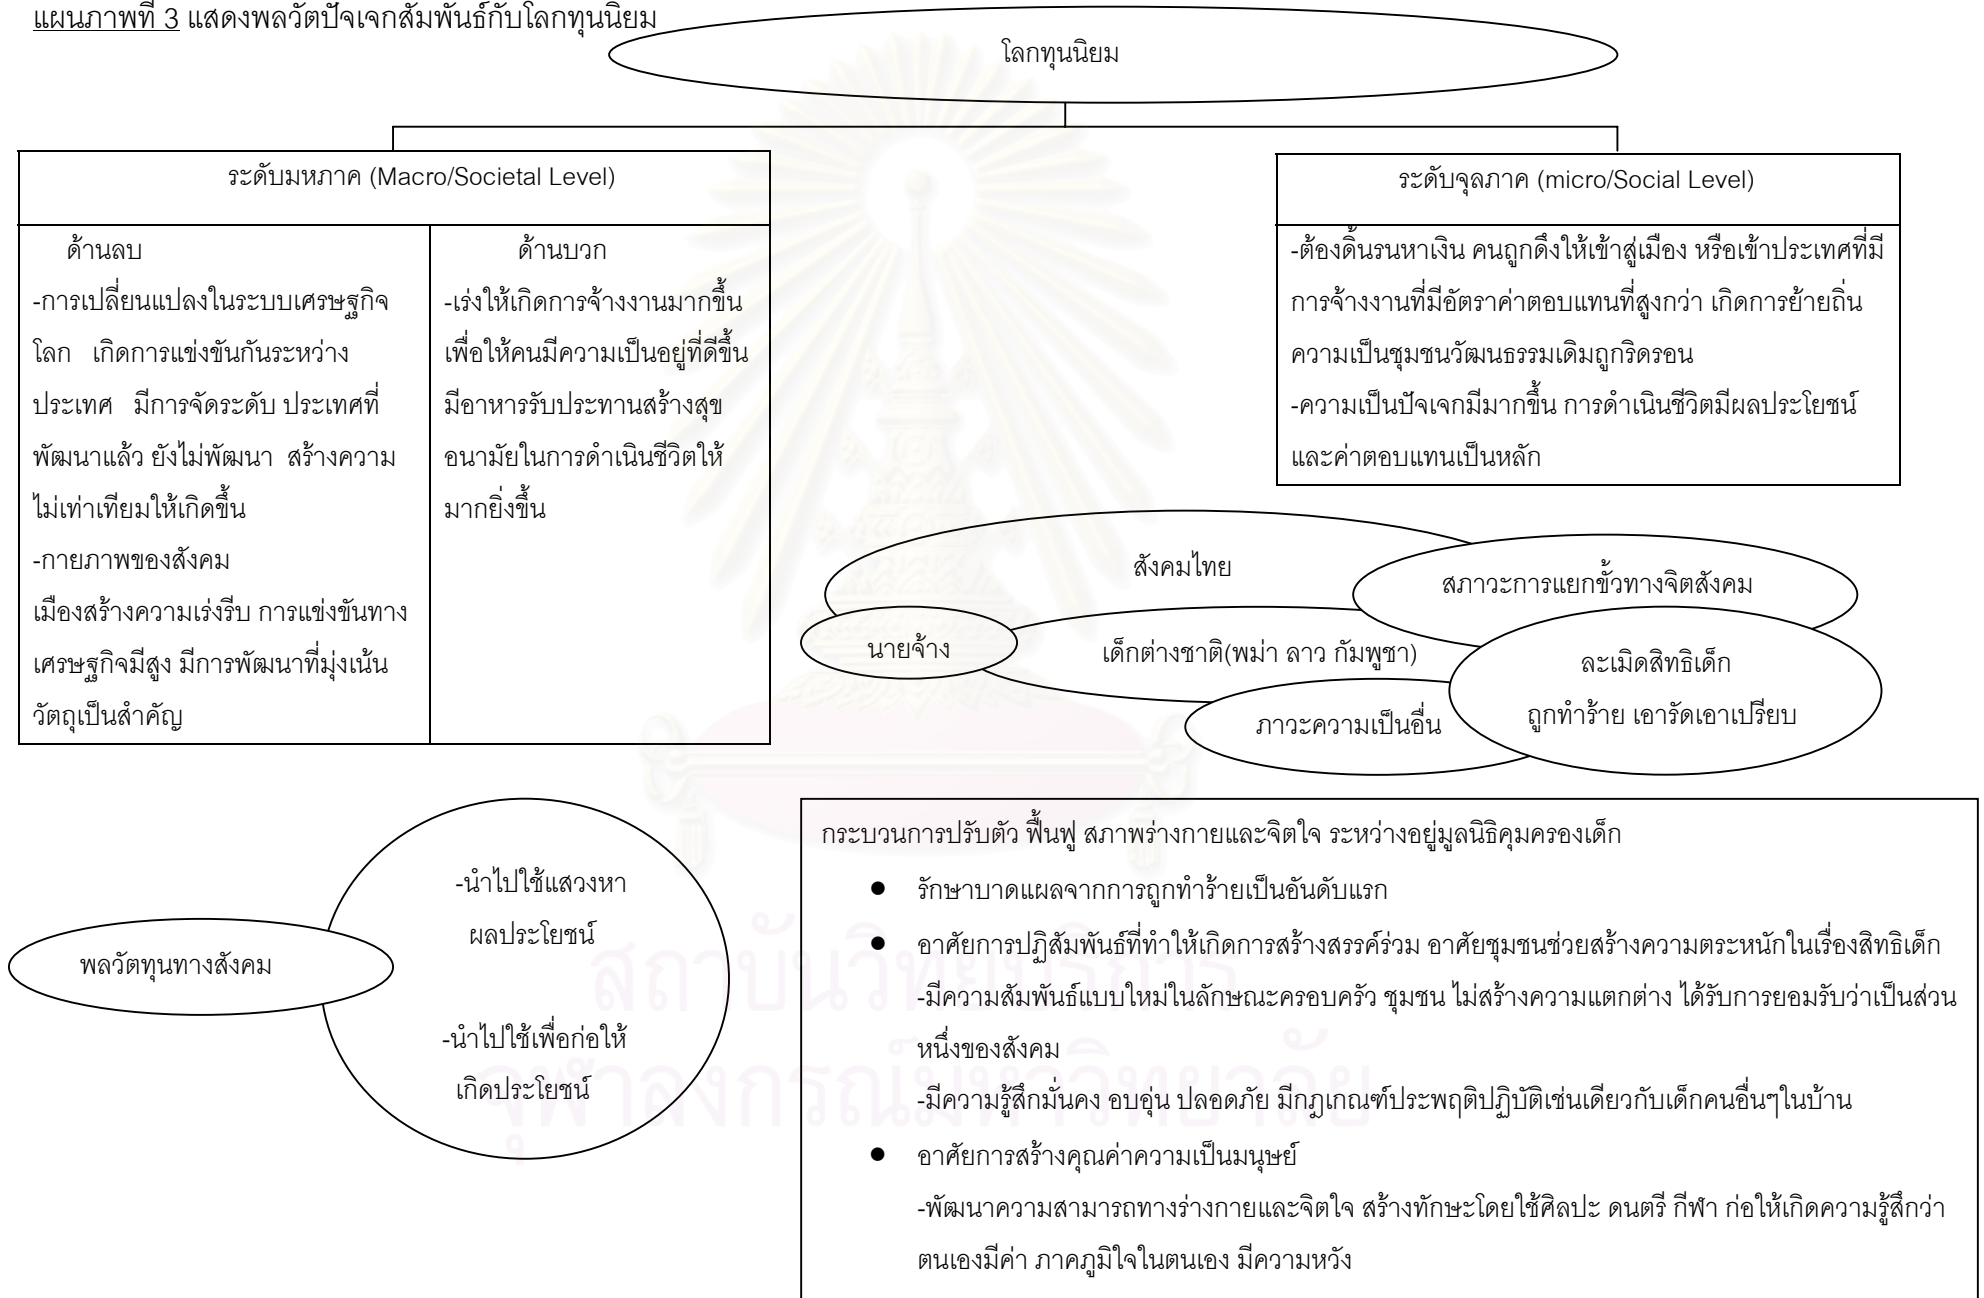 แผนภาพที่ 3 แสดงพลวัตปัจเจกสัมพันธ์กับโลกทุนนิยม
โลกทุนนิยม
ระดับมหภาค (Macro/Societal Level)
ด้านลบ
-การเปลี่ยนแปลงในระบบเศรษฐกิจ
โลก เกิดการแข่งขันกันระหว่าง
ประเทศ มีการจัดระดับ ประเทศที่
พัฒนาแล้ว ยังไม่พัฒนา สร้างความ
ไม่เท่าเทียมให้เกิดขึ้น
-กายภาพของสังคม
เมืองสร้างความเร่งรีบ การแข่งขันทาง
เศรษฐกิจมีสูง มีการพัฒนาที่มุ่งเน้น
วัตถุเป็นสำคัญ
ด้านบวก
-เร่งให้เกิดการจ้างงานมากขึ้น
เพื่อให้คนมีความเป็นอยู่ที่ดีขึ้น
มีอาหารรับประทานสร้างสุข
อนามัยในการดำเนินชีวิตให้
มากยิ่งขึ้น
ระดับจุลภาค (micro/Social Level)
-ต้องดิ้นรนหาเงิน คนถูกดึงให้เข้าสู่เมือง หรือเข้าประเทศที่มี
การจ้างงานที่มีอัตราค่าตอบแทนที่สูงกว่า เกิดการย้ายถิ่น
ความเป็นชุมชนวัฒนธรรมเดิมถูกริดรอน
-ความเป็นปัจเจกมีมากขึ้น การดำเนินชีวิตมีผลประโยชน์
และค่าตอบแทนเป็นหลัก
สังคมไทย
สภาวะการแยกขั้วทางจิตสังคม
นายจ้าง
เด็กต่างชาติ(พม่า ลาว กัมพูชา)
ละเมิดสิทธิเด็ก
ถูกทำร้าย เอารัดเอาเปรียบ
ภาวะความเป็นอื่น
พลวัตทุนทางสังคม
-นำไปใช้แสวงหา
ผลประโยชน์
-นำไปใช้เพื่อก่อให้
เกิดประโยชน์
กระบวนการปรับตัว ฟื้นฟู สภาพร่างกายและจิตใจ ระหว่างอยู่มูลนิธิคุมครองเด็ก
● รักษาบาดแผลจากการถูกทำร้ายเป็นอันดับแรก
● อาศัยการปฏิสัมพันธ์ที่ทำให้เกิดการสร้างสรรค์ร่วม อาศัยชุมชนช่วยสร้างความตระหนักในเรื่องสิทธิเด็ก
-มีความสัมพันธ์แบบใหม่ในลักษณะครอบครัว ชุมชน ไม่สร้างความแตกต่าง ได้รับการยอมรับว่าเป็นส่วน
หนึ่งของสังคม
-มีความรู้สึกมั่นคง อบอุ่น ปลอดภัย มีกฎเกณฑ์ประพฤติปฏิบัติเช่นเดียวกับเด็กคนอื่นๆในบ้าน
● อาศัยการสร้างคุณค่าความเป็นมนุษย์
-พัฒนาความสามารถทางร่างกายและจิตใจ สร้างทักษะโดยใช้ศิลปะ ดนตรี กีฬา ก่อให้เกิดความรู้สึกว่า
ตนเองมีค่า ภาคภูมิใจในตนเอง มีความหวัง
สถาบันวิทยบริการ
จุฬาลงกรณ์มหาวิทยาลัย